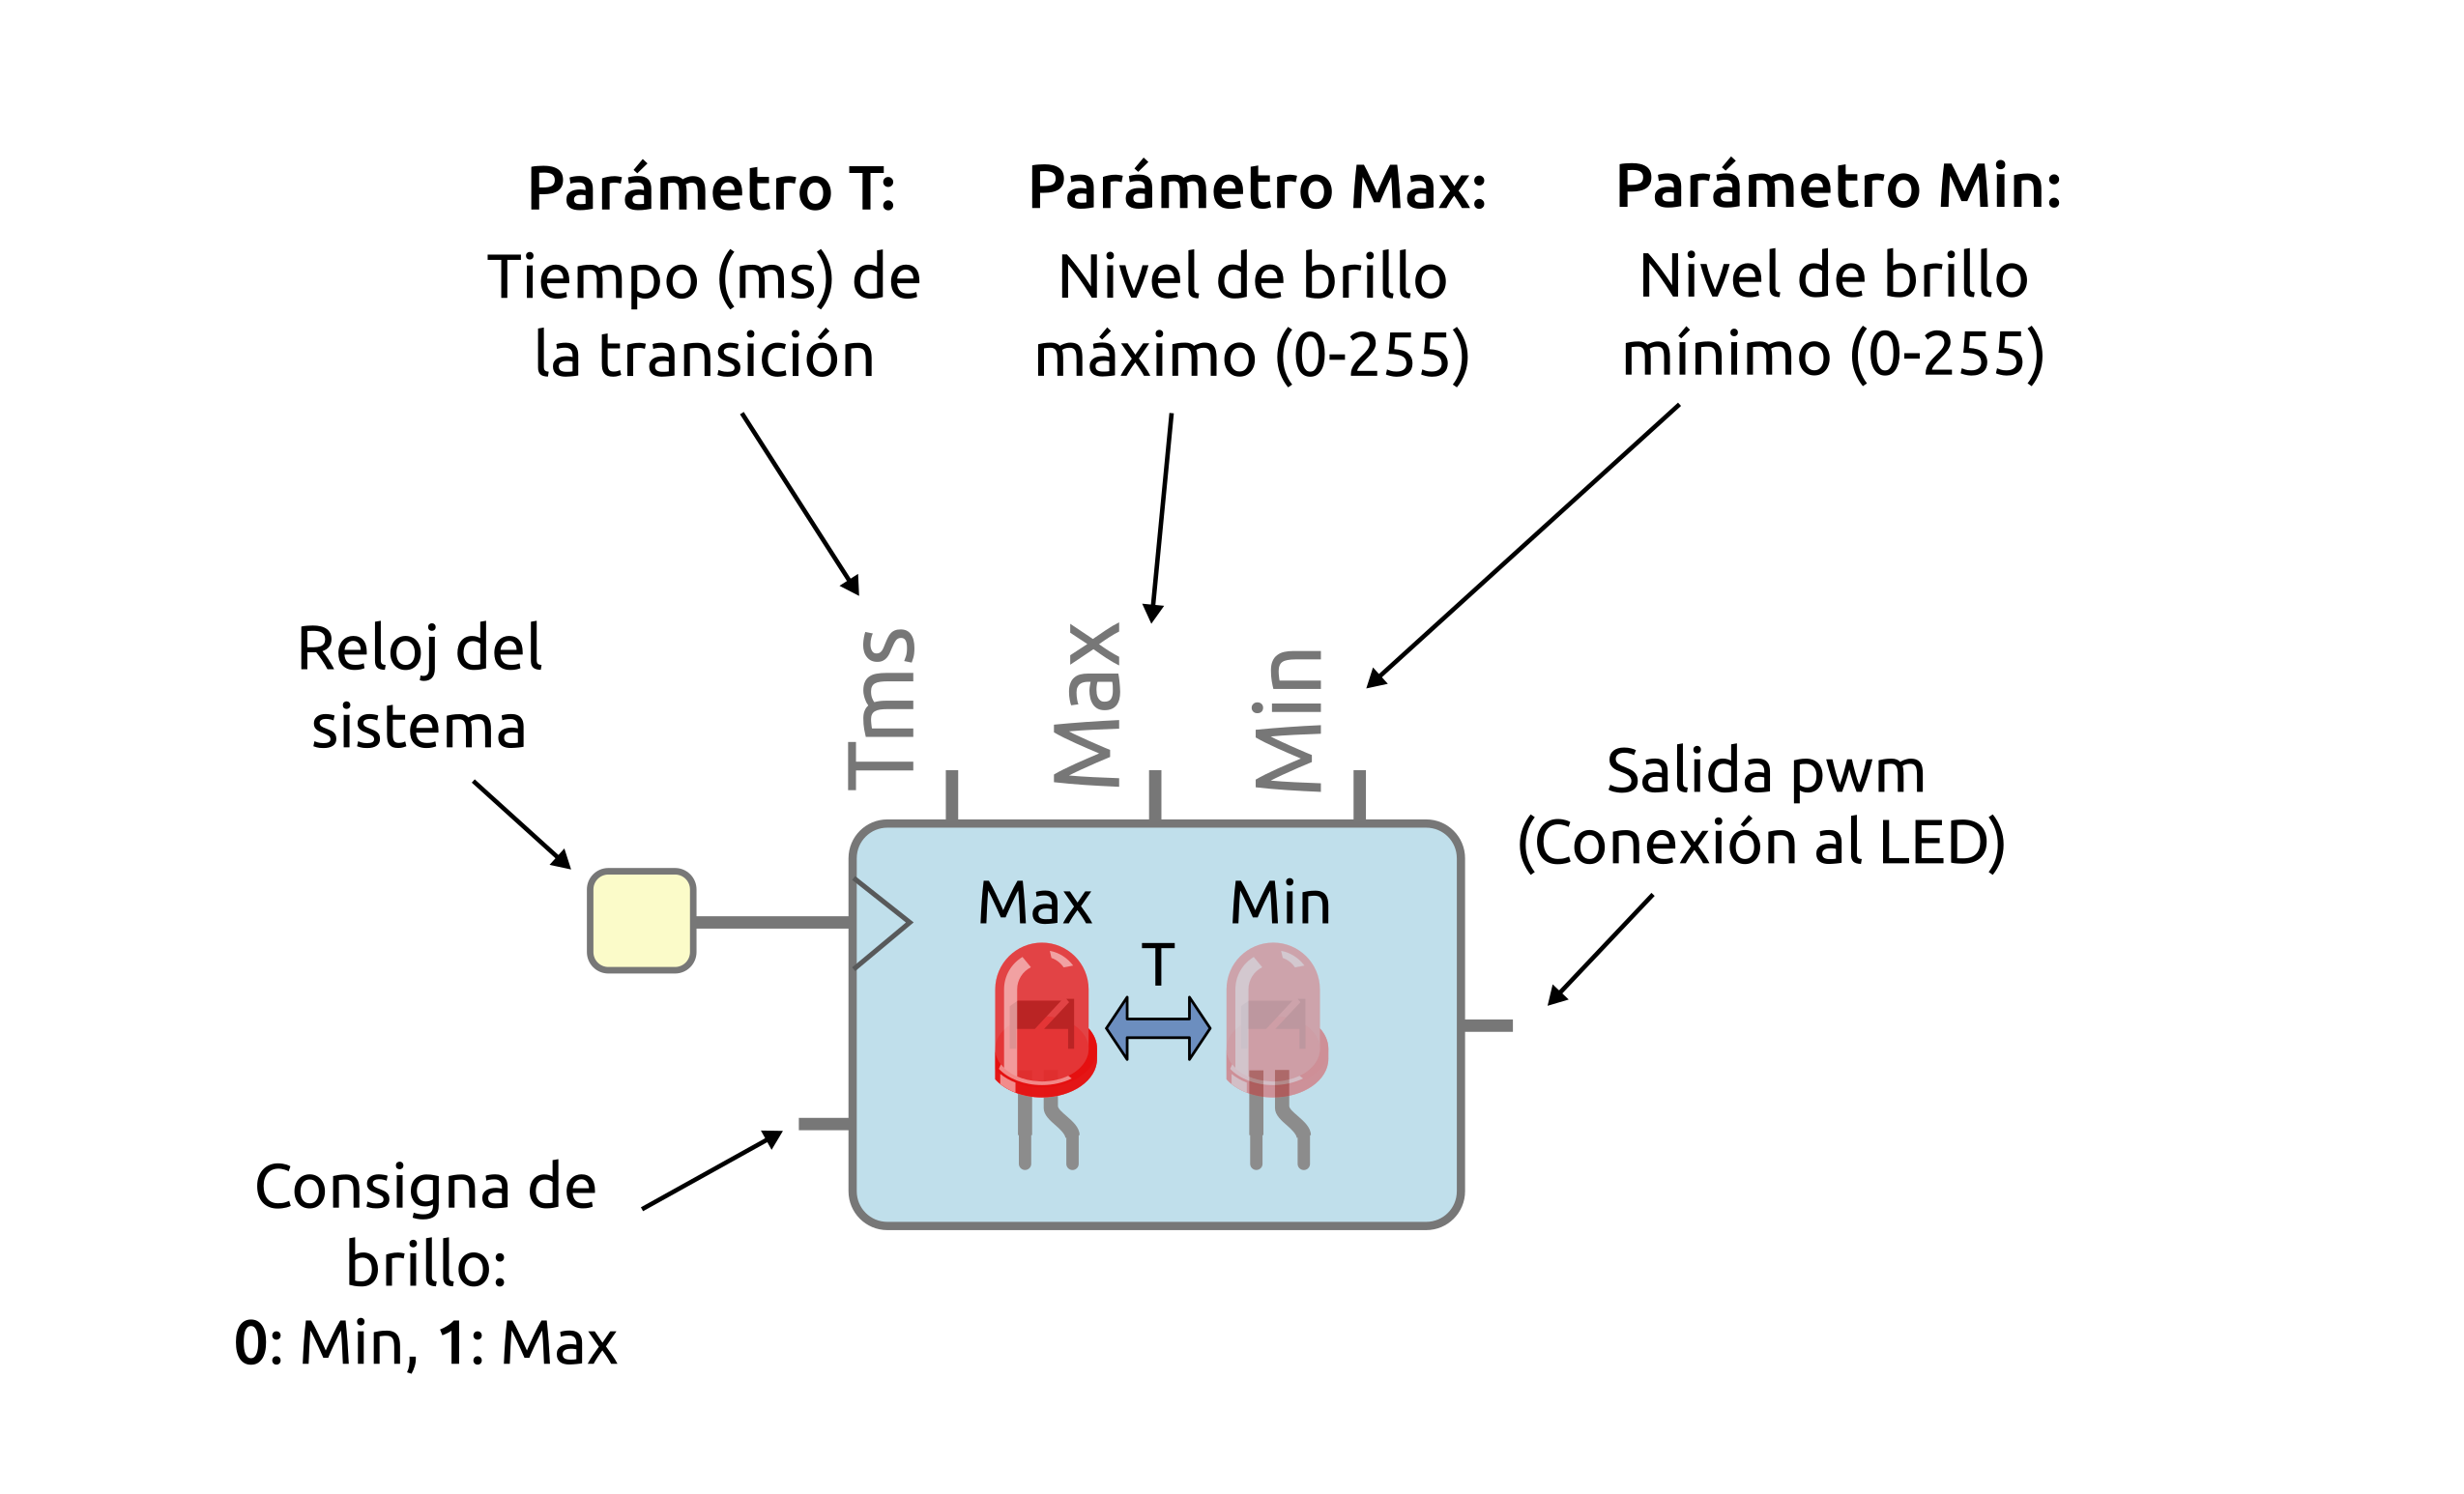 Parámetro T:
Tiempo (ms) de
la transición
Parámetro Max:
Nivel de brillo
máximo (0-255)
Parámetro Min:
Nivel de brillo
mínimo (0-255)
Reloj del
sistema
Tms
Max
Min
Salida pwm
(Conexión al LED)
Max
Min
T
Consigna de
brillo:
0: Min, 1: Max